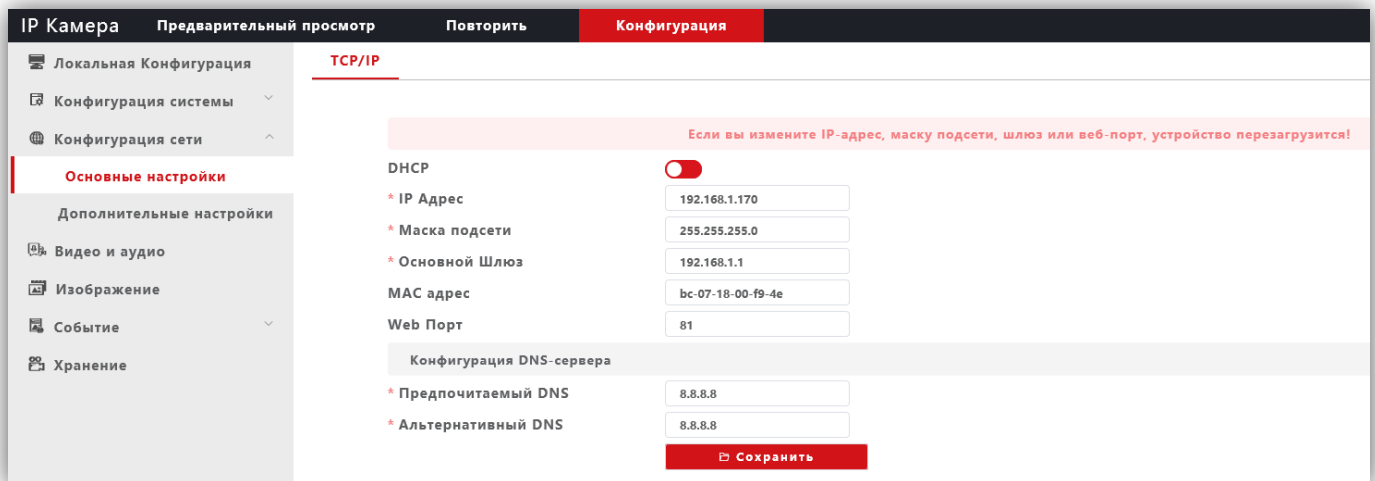 IP Камера Предварительный просмотр Повторить Конфигурация
Локальная Конфигурация
Конфигурация системы
Конфигурация сети
Основные настройки
Дополнительные настройки
Видео и аудио
Изображение
Событие
Хранение
TCP/IP
Если вы измените IP-адрес, маску подсети, шлюз или веб-порт, устройство перезагрузится!
DHCP
* IP Адрес 192.168.1.170
* Маска подсети 255.255.255.0
* Основной Шлюз 192.168.1.1
MAC адрес bc-07-18-00-f9-4e
Web Порт 81
Конфигурация DNS-сервера
* Предпочитаемый DNS 8.8.8.8
* Альтернативный DNS 8.8.8.8
Сохранить